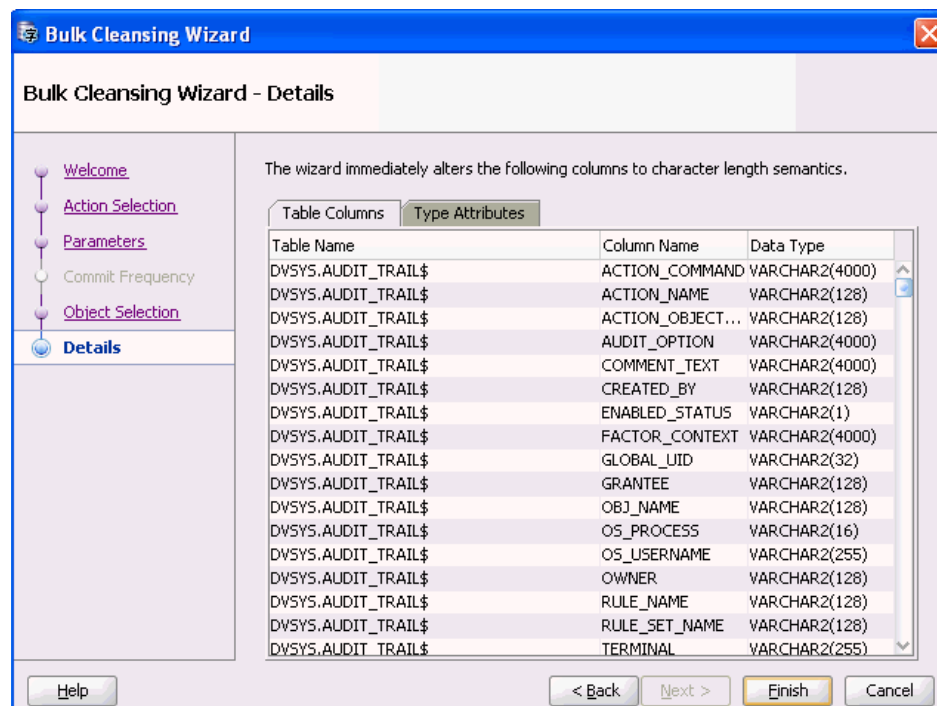 Bulk Cleansing Wizard
Bulk Cleansing Wizard - Details
Welcome
Action Selection
Parameters
Commit Frequency
Object Selection
Details
The wizard immediately alters the following columns to character length semantics.
Table Columns Type Attributes
Table Name Column Name Data Type
DVSYS.AUDIT_TRAIL$ ACTION_COMMAND VARCHAR2(4000)
DVSYS.AUDIT_TRAIL$ ACTION_NAME VARCHAR2(128)
DVSYS.AUDIT_TRAIL$ ACTION_OBJECT... VARCHAR2(128)
DVSYS.AUDIT_TRAIL$ AUDIT_OPTION VARCHAR2(4000)
DVSYS.AUDIT_TRAIL$ COMMENT_TEXT VARCHAR2(4000)
DVSYS.AUDIT_TRAIL$ CREATED_BY VARCHAR2(128)
DVSYS.AUDIT_TRAIL$ ENABLED_STATUS VARCHAR2(1)
DVSYS.AUDIT_TRAIL$ FACTOR_CONTEXT VARCHAR2(4000)
DVSYS.AUDIT_TRAIL$ GLOBAL_UID VARCHAR2(32)
DVSYS.AUDIT_TRAIL$ GRANTEE VARCHAR2(128)
DVSYS.AUDIT_TRAIL$ OBJ_NAME VARCHAR2(128)
DVSYS.AUDIT_TRAIL$ OS_PROCESS VARCHAR2(16)
DVSYS.AUDIT_TRAIL$ OS_USERNAME VARCHAR2(255)
DVSYS.AUDIT_TRAIL$ OWNER VARCHAR2(128)
DVSYS.AUDIT_TRAIL$ RULE_NAME VARCHAR2(128)
DVSYS.AUDIT_TRAIL$ RULE_SET_NAME VARCHAR2(128)
DVSYS.AUDIT_TRAIL$ TERMINAL VARCHAR2(255)
Help < Back Next > Finish Cancel